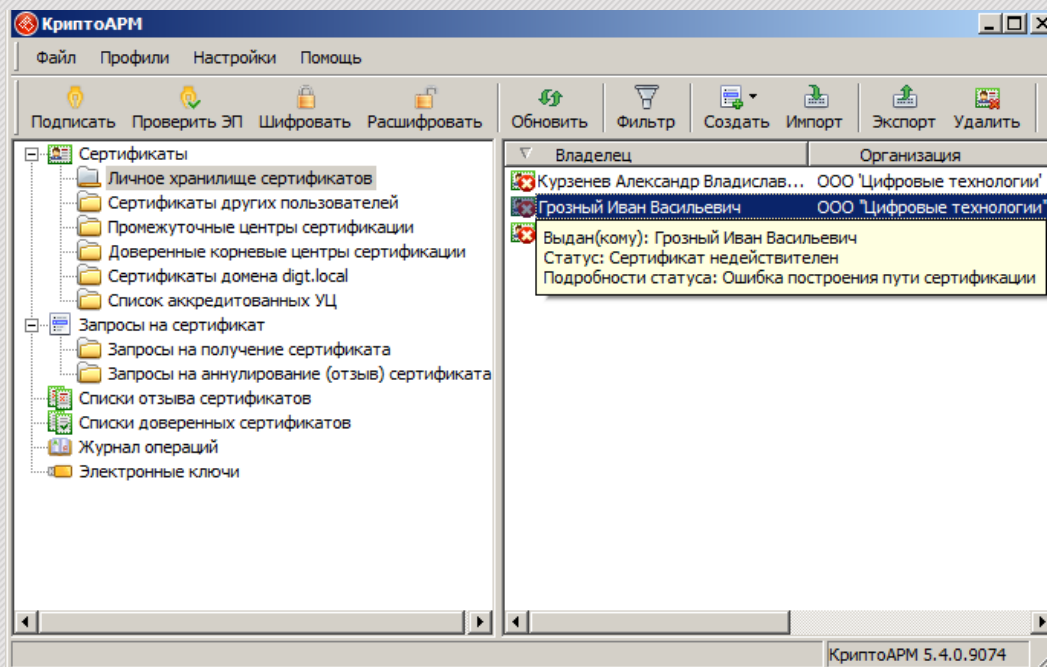 КриптоАРМ
Файл Профили Настройки Помощь
Подписать Проверить ЭП Шифровать Расшифровать Обновить Фильтр Создать Импорт Экспорт Удалить
Сертификаты
Личное хранилище сертификатов
Сертификаты других пользователей
Промежуточные центры сертификации
Доверенные корневые центры сертификации
Сертификаты домена digt.local
Список аккредитованных УЦ
Запросы на сертификат
Запросы на получение сертификата
Запросы на аннулирование (отзыв) сертификата
Списки отзыва сертификатов
Списки доверенных сертификатов
Журнал операций
Электронные ключи
Владелец Организация
Курзенев Александр Владислав... ООО 'Цифровые технологии'
Грозный Иван Васильевич ООО "Цифровые технологии"
Выдан(кому): Грозный Иван Васильевич
Статус: Сертификат недействителен
Подробности статуса: Ошибка построения пути сертификации
КриптоАРМ 5.4.0.9074